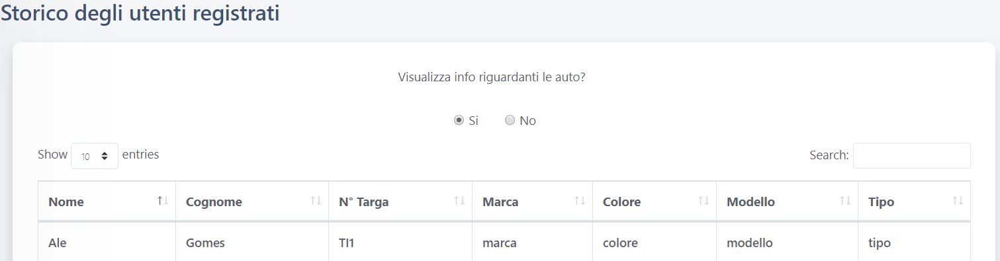 Storico degli utenti registrati
Visualizza info riguardanti le auto?
Si No
Show 10 entries Search:
Nome Cognome N° Targa Marca Colore Modello Tipo
Ale Gomes TI1 marca colore modello tipo